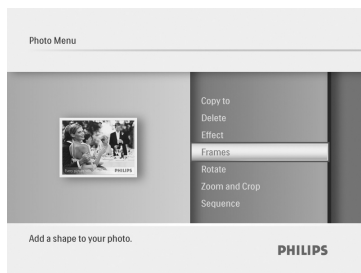 Photo Menu
Copy to
Delete
Effect
Frames
Rotate
Zoom and Crop
Sequence
PHILIPS
Add a shape to your photo.
PHILIPS